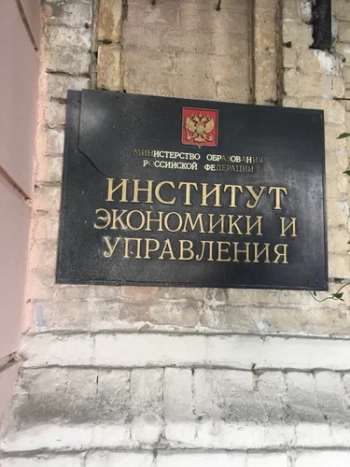 МИНИСТЕРСТВО ОБРАЗОВАНИЯ
РОССИЙСКОЙ ФЕДЕРАЦИИ
ИНСТИТУТ
ЭКОНОМИКИ И
УПРАВЛЕНИЯ